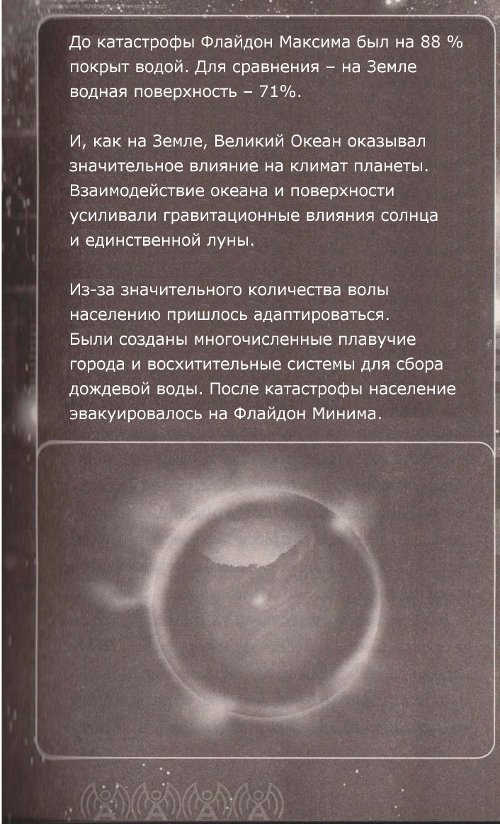 До катастрофы Флайдон Максима был на 88 %
покрыт водой. Для сравнения – на Земле
водная поверхность – 71%.
И, как на Земле, Великий Океан оказывал
значительное влияние на климат планеты.
Взаимодействие океана и поверхности
усиливали гравитационные влияния солнца
и единственной луны.
Из-за значительного количества волы
населению пришлось адаптироваться.
Были созданы многочисленные плавучие
города и восхитительные системы для сбора
дождевой воды. После катастрофы население
эвакуировалось на Флайдон Минима.